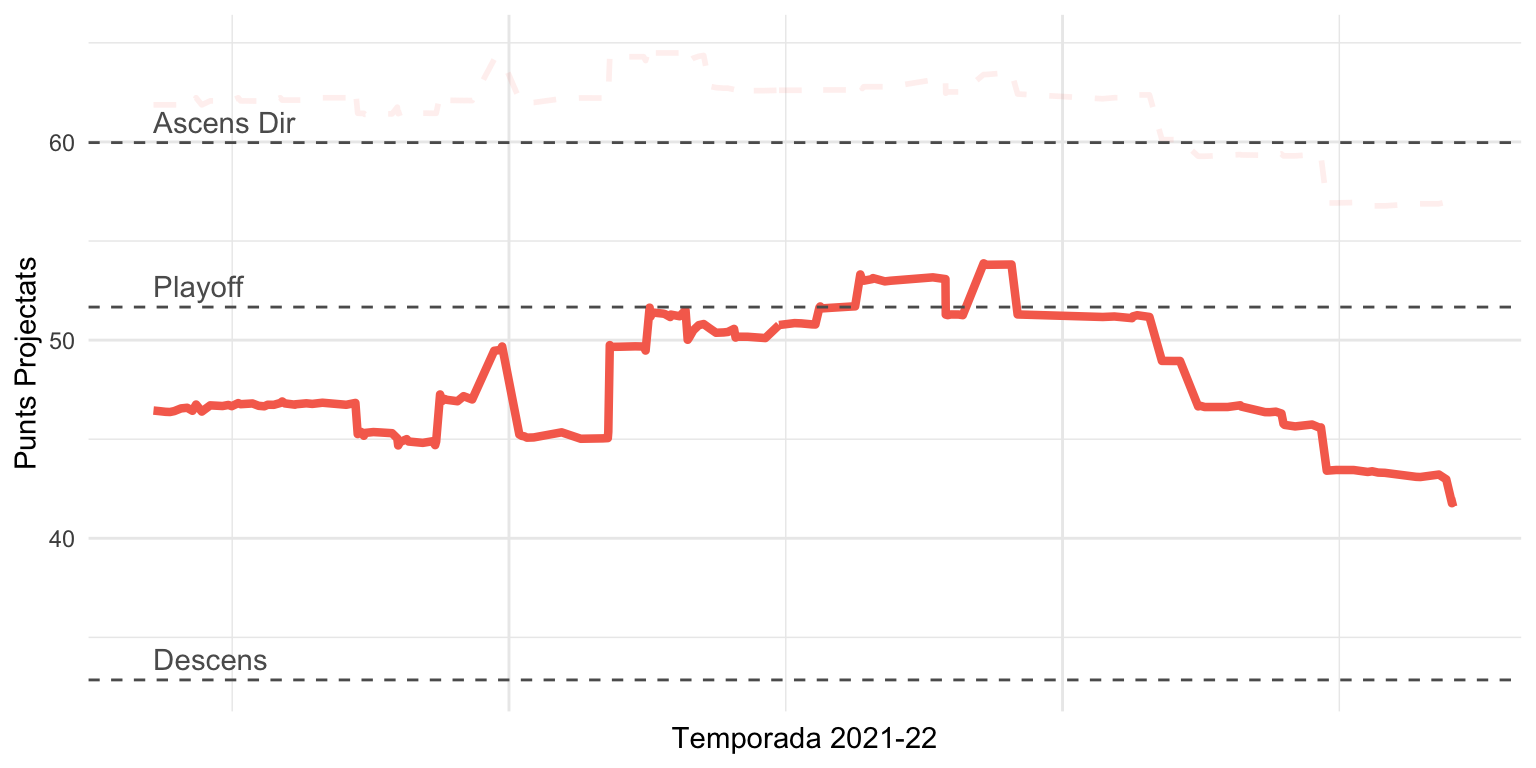 Ascens Dir
60
Playoff
50
40
Descens
Punts Projectats
Temporada 2021-22